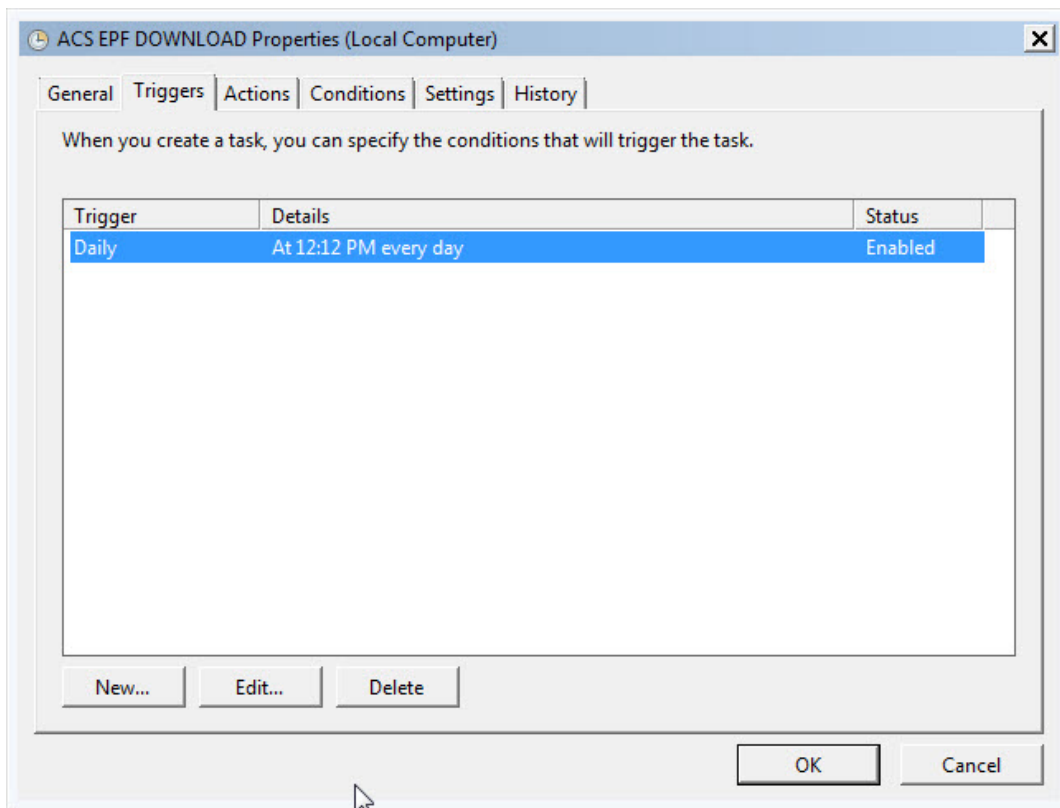 ACS EPF DOWNLOAD Properties (Local Computer)
General Triggers Actions Conditions Settings History
When you create a task, you can specify the conditions that will trigger the task.
Trigger Details Status
Daily At 12:12 PM every day Enabled
New... Edit... Delete
OK Cancel